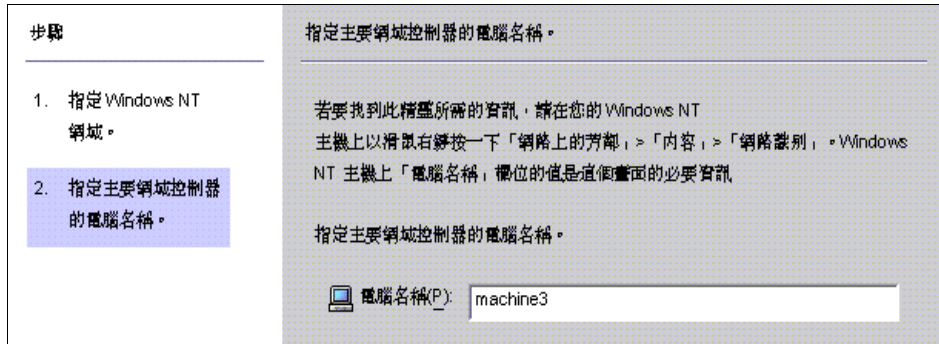 步驟
1. 指定 Windows NT
網域。
2. 指定主要網域控制器
的電腦名稱。
指定主要網域控制器的電腦名稱。
若要找到此精靈所需的資訊，請在您的 Windows NT
主機上以滑鼠右鍵按一下「網路上的芳鄰」>「內容」>「網路識別」。Windows
NT 主機上「電腦名稱」欄位的值是這個畫面的必要資訊
指定主要網域控制器的電腦名稱。
電腦名稱(P): machine3